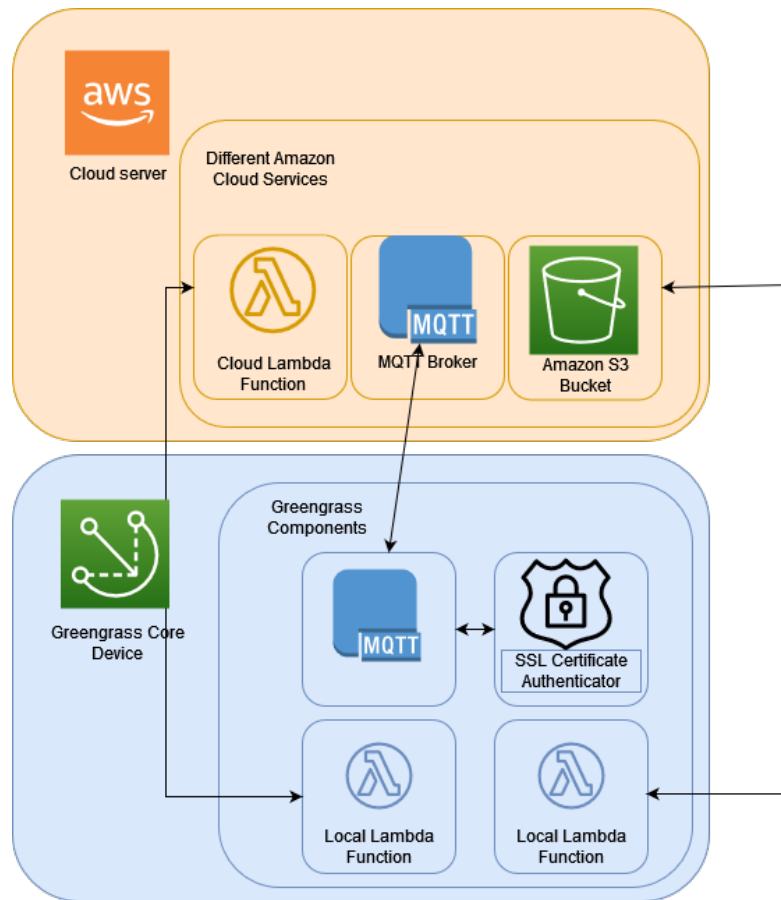 aws
Cloud server
Different Amazon
Cloud Services
MQTT
Cloud Lambda
Function
MQTT Broker
Amazon S3
Bucket
Greengrass
Components
Greengrass Core
Device
MQTT
SSL Certificate
Authenticator
Local Lambda
Function
Local Lambda
Function